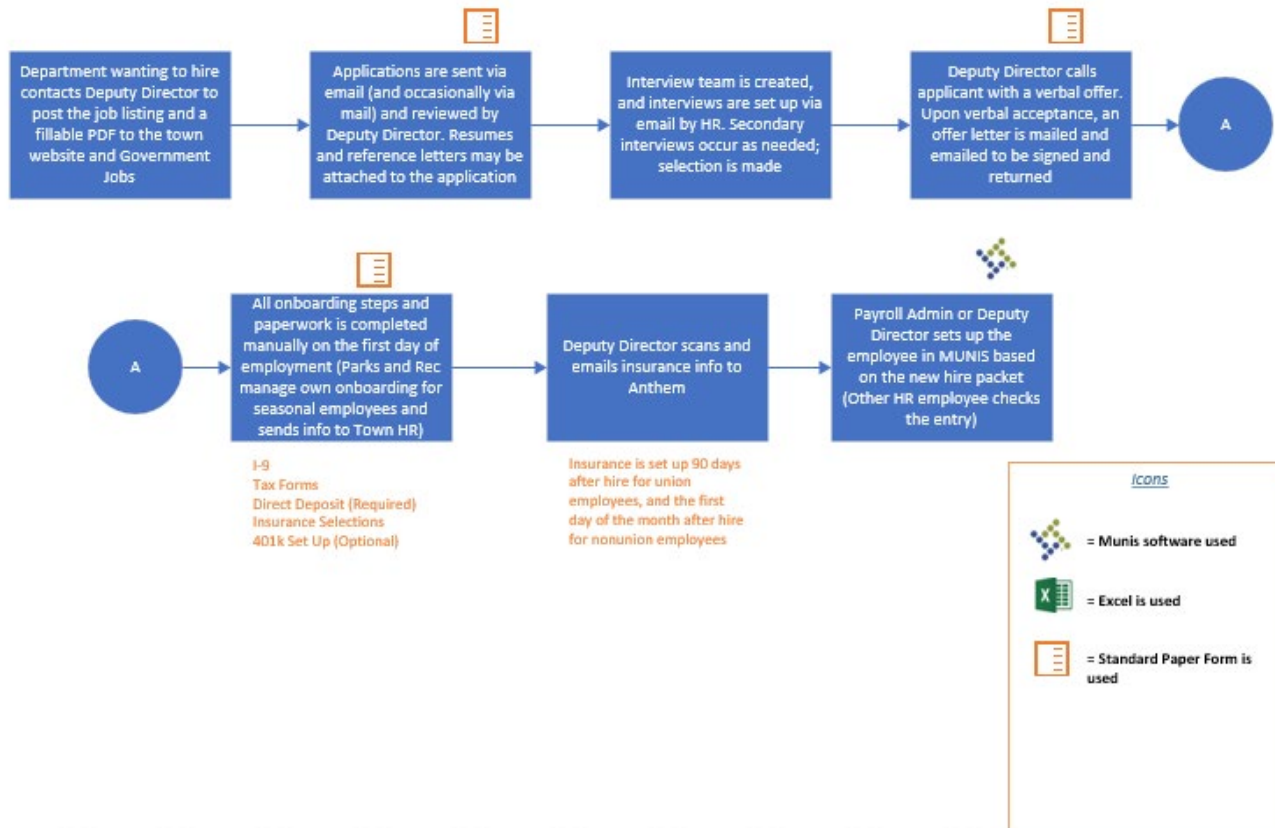 Department wanting to hire
contacts Deputy Director to
post the job listing and a
fillable PDF to the town
website and Government
Jobs
Applications are sent via
email (and occasionally via
mail) and reviewed by
Deputy Director. Resumes
and reference letters may be
attached to the application
Interview team is created,
and interviews are set up via
email by HR. Secondary
interviews occur as needed;
selection is made
Deputy Director calls
applicant with a verbal offer.
Upon verbal acceptance, an
offer letter is mailed and
emailed to be signed and
returned
A
A
All onboarding steps and
paperwork is completed
manually on the first day of
employment (Parks and Rec
manage own onboarding for
seasonal employees and
sends info to Town HR)
Deputy Director scans and
emails insurance info to
Anthem
Payroll Admin or Deputy
Director sets up the
employee in MUNIS based
on the new hire packet
(Other HR employee checks
the entry)
I-9
Tax Forms
Direct Deposit (Required)
Insurance Selections
401k Set Up (Optional)
Insurance is set up 90 days
after hire for union
employees, and the first
day of the month after hire
for nonunion employees
Icons
= Munis software used
X
= Excel is used
= Standard Paper Form is
used